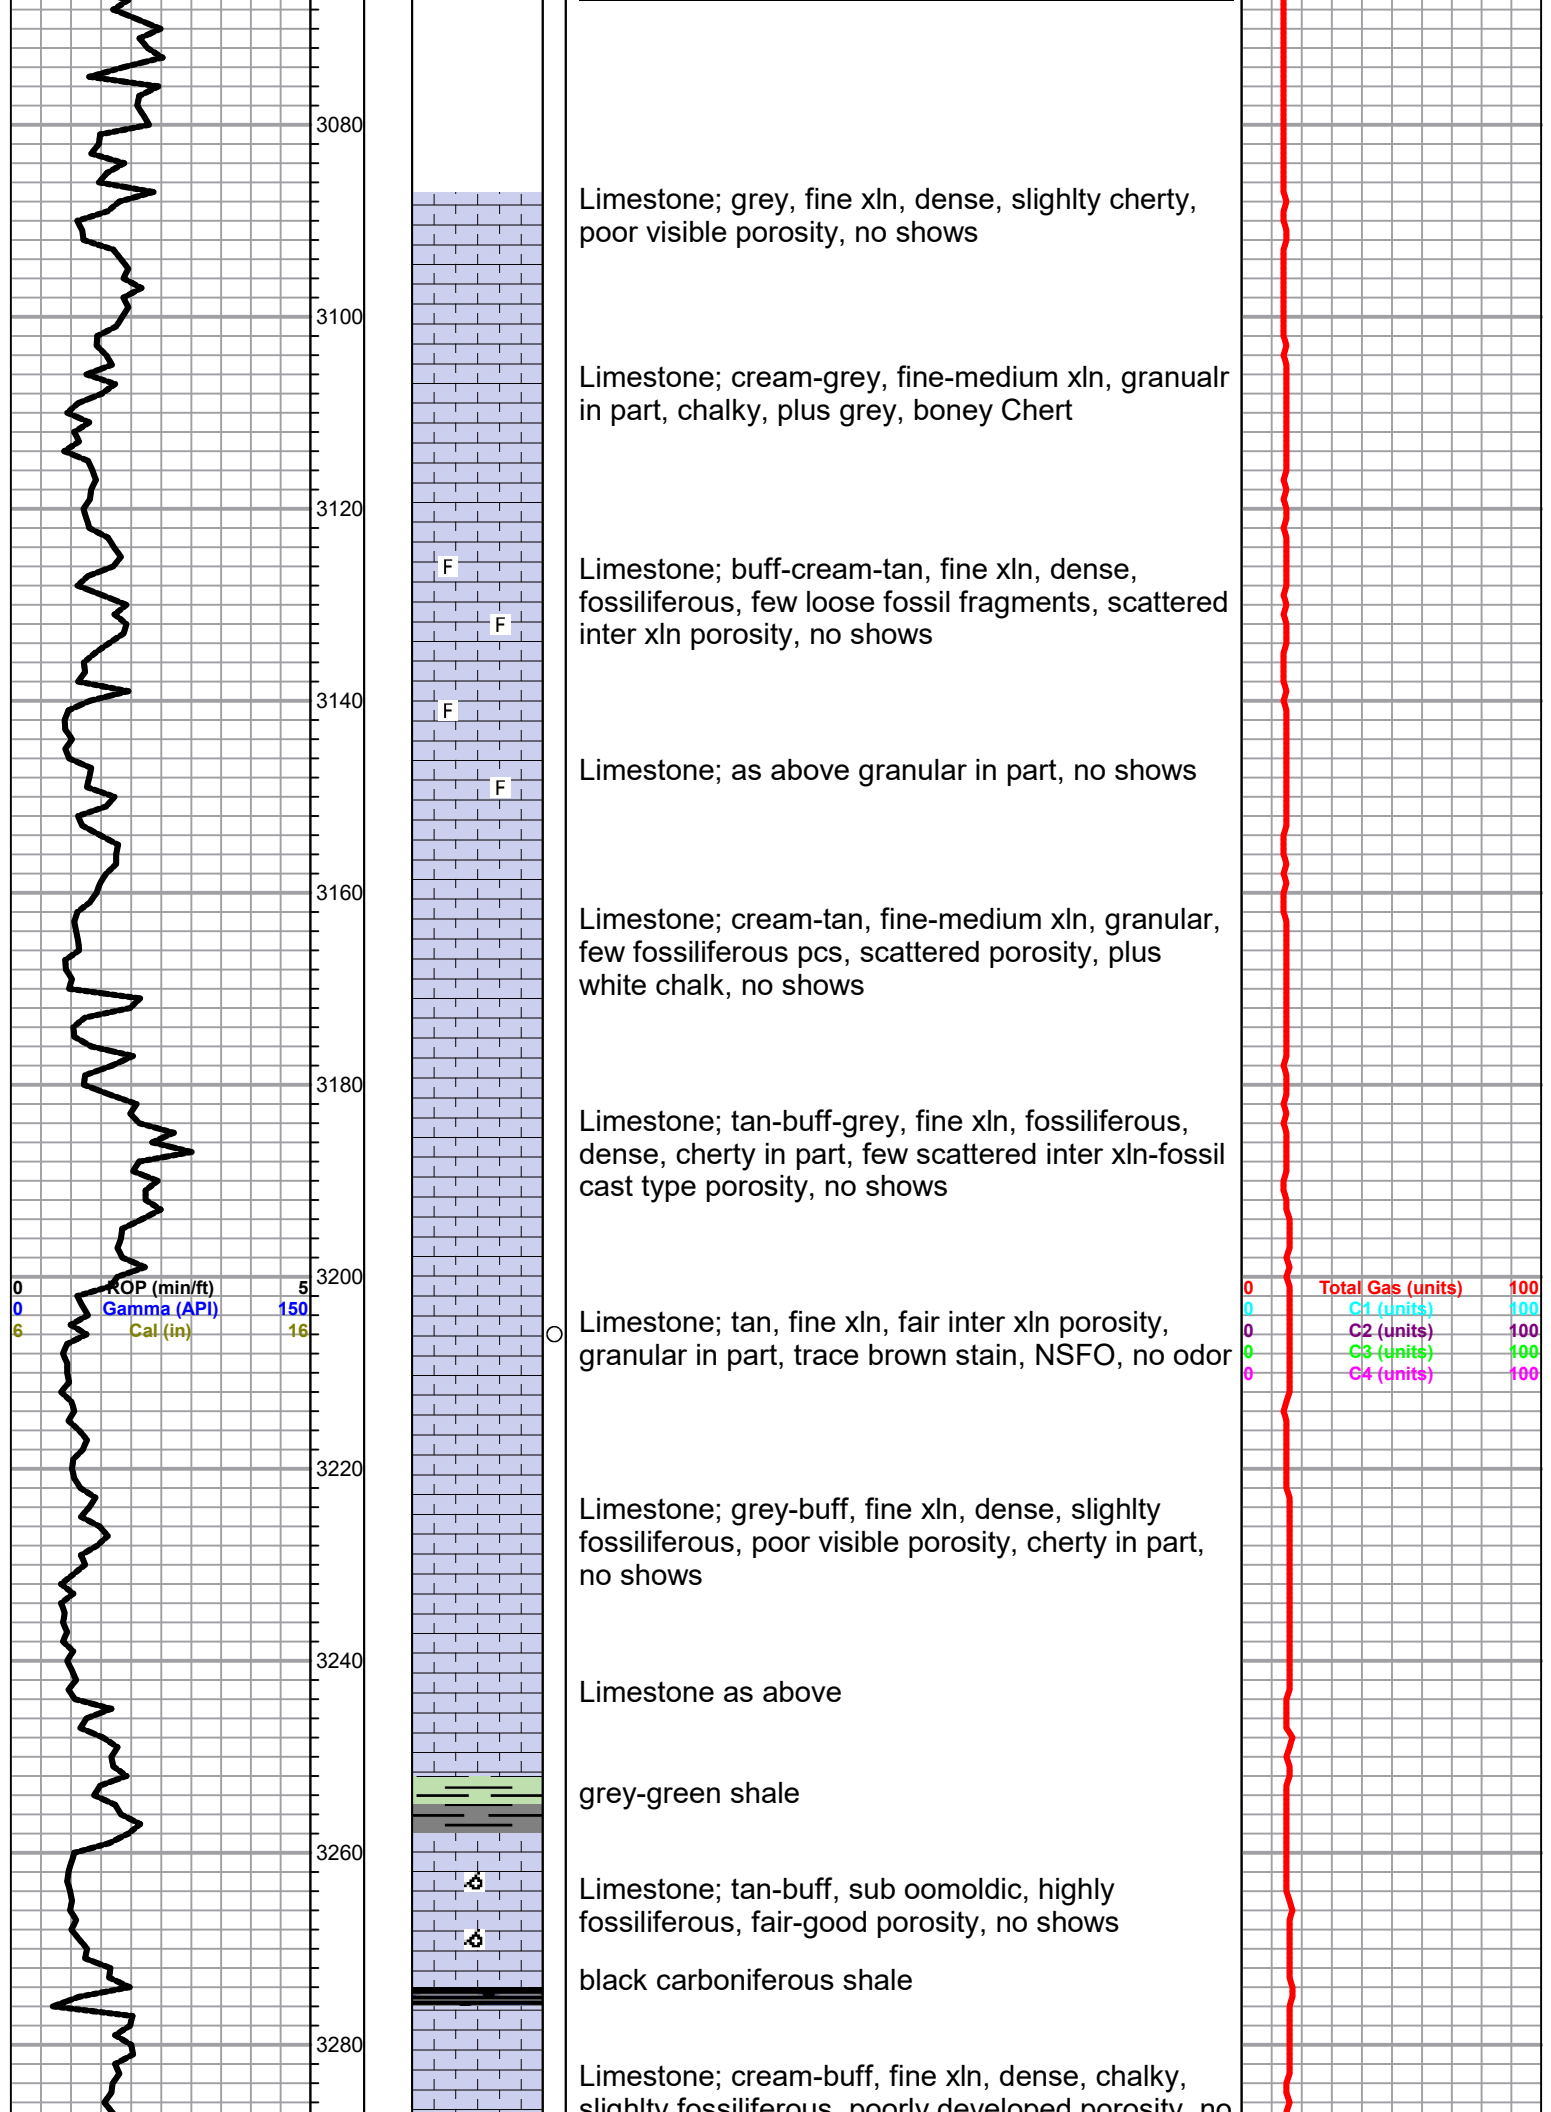 3080
Limestone; grey, fine xln, dense, slighlty cherty,
poor visible porosity, no shows
3100
Limestone; cream-grey, fine-medium xln, granualr
in part, chalky, plus grey, boney Chert
3120
F
Limestone; buff-cream-tan, fine xln, dense,
fossiliferous, few loose fossil fragments, scattered
F
inter xln porosity, no shows
3140
F
Limestone; as above granular in part, no shows
F
3160
Limestone; cream-tan, fine-medium xln, granular,
few fossiliferous pcs, scattered porosity, plus
white chalk, no shows
3180
Limestone; tan-buff-grey, fine xln, fossiliferous,
dense, cherty in part, few scattered inter xln-fossil
cast type porosity, no shows
3200
0 ROP (min/ft) 5
0 Gamma (API) 150
6 Cal (in) 16
0 Total Gas (units) 100
0 C1 (units) 100
0 C2 (units) 100
0 C3 (units) 100
0 C4 (units) 100
Limestone; tan, fine xln, fair inter xln porosity,
granular in part, trace brown stain, NSFO, no odor
3220
Limestone; grey-buff, fine xln, dense, slighlty
fossiliferous, poor visible porosity, cherty in part,
no shows
3240
Limestone as above
grey-green shale
3260
Limestone; tan-buff, sub oomoldic, highly
fossiliferous, fair-good porosity, no shows
black carboniferous shale
3280
Limestone; cream-buff, fine xln, dense, chalky,
slighlty fossiliferous, poorly developed porosity, no